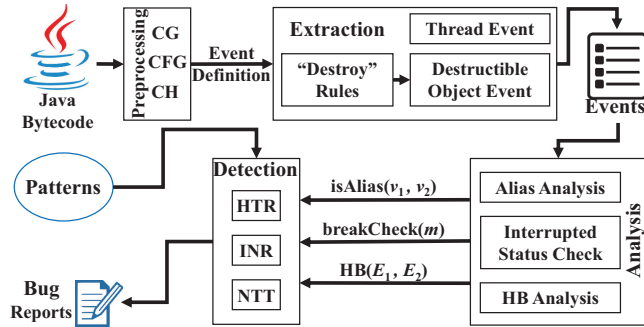 Java
Bytecode
Preprocessing
CG
CFG
CH
Event
Definition
Extraction
Thread Event
"Destroy"
Rules
Destructible
Object Event
Events
Patterns
Detection
HTR
INR
NTT
isAlias(v1, v2)
breakCheck(m)
HB(E1, E2)
Alias Analysis
Interrupted
Status Check
HB Analysis
Analysis
Bug
Reports